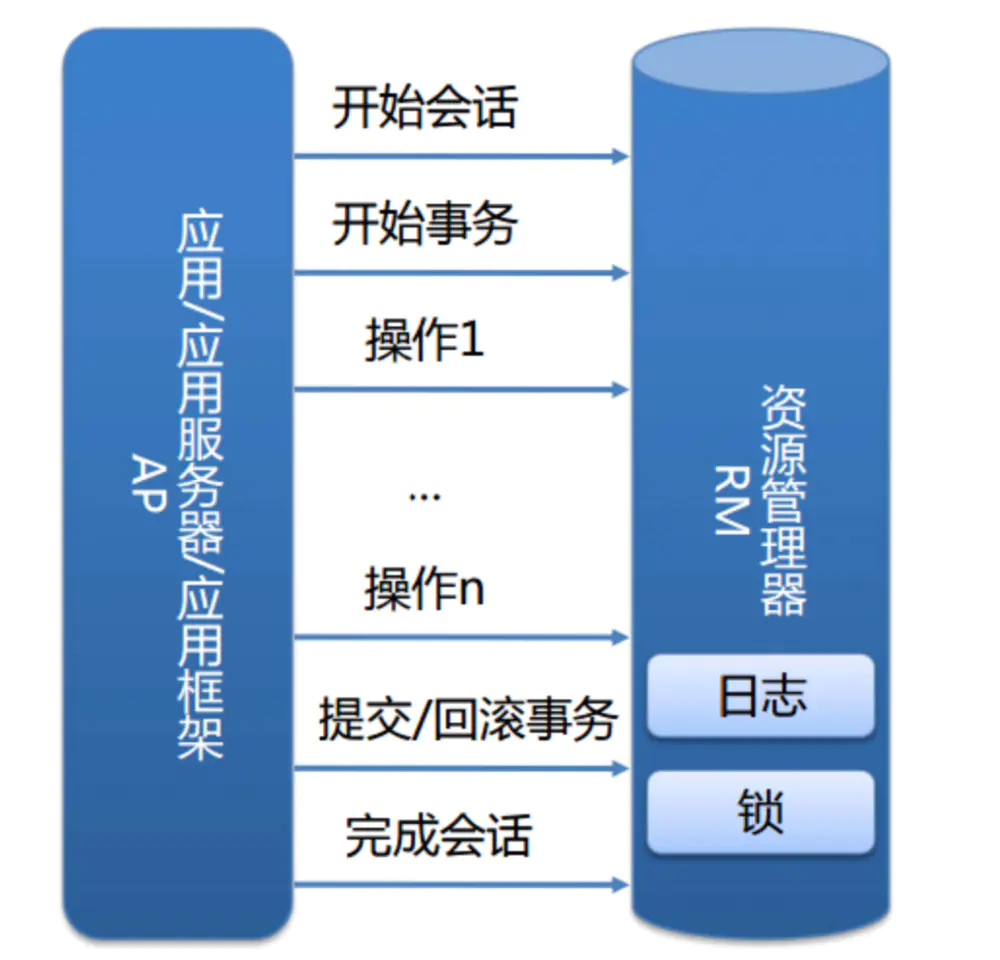 应用/应用服务器/应用框架
AP
开始会话
开始事务
操作1
...
操作n
提交/回滚事务
完成会话
资源管理器
RM
日志
锁